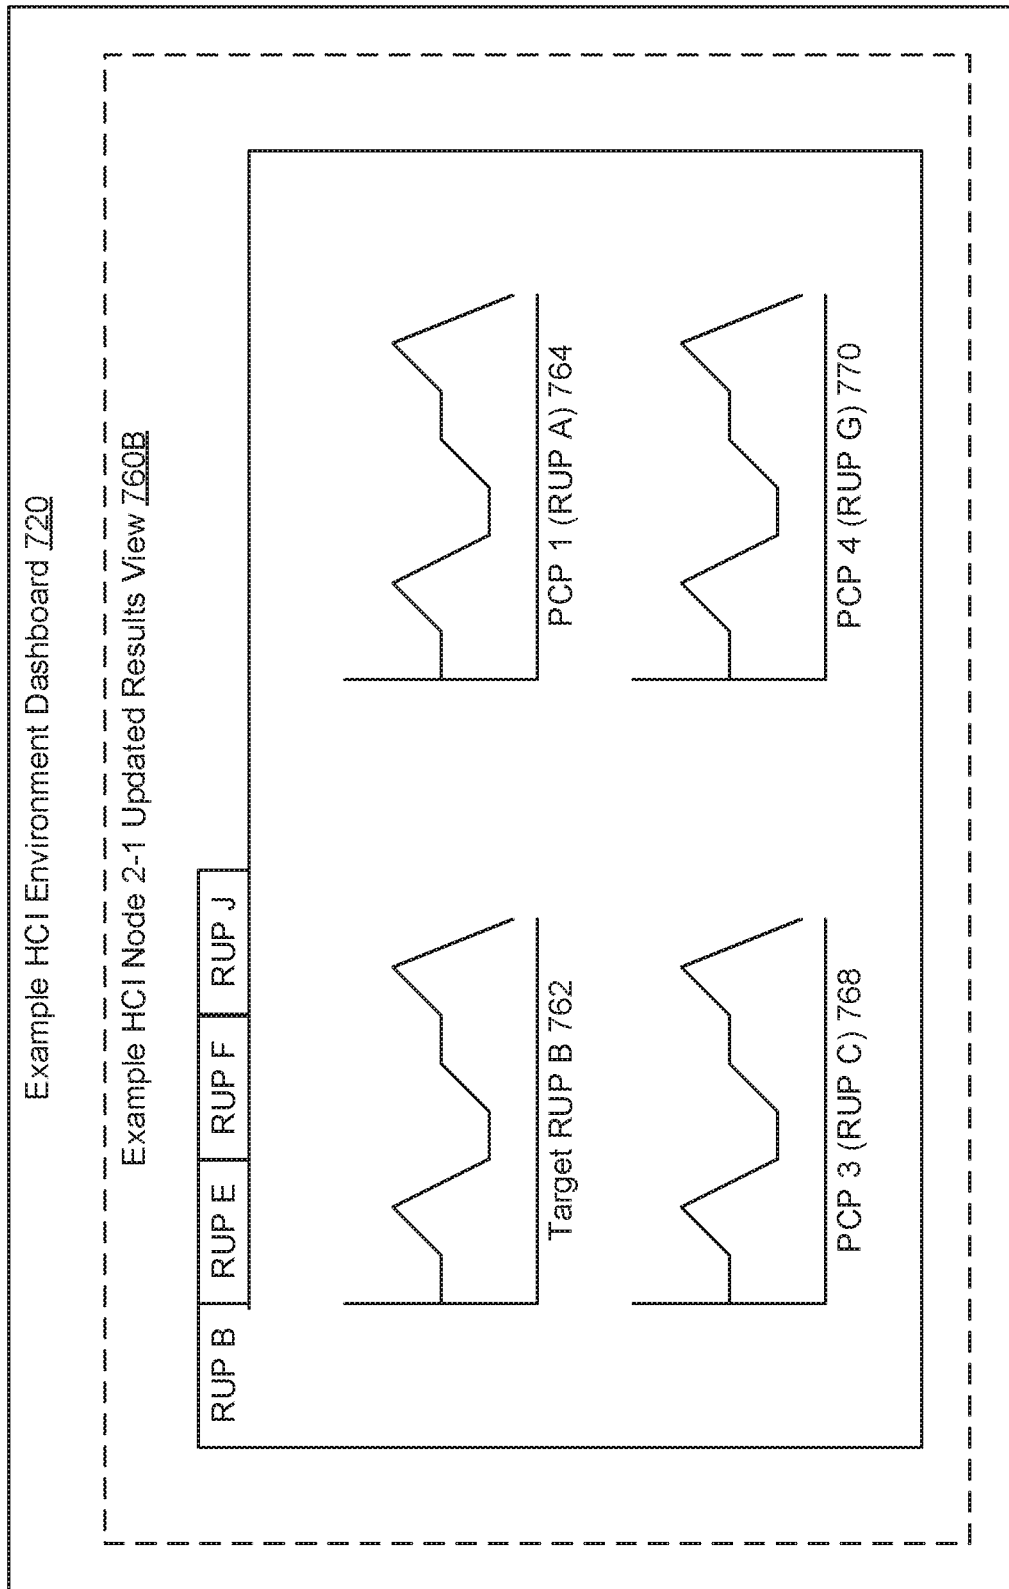 Example HCI Environment Dashboard 720
Example HCI Node 2-1 Updated Results View 760B
RUP B
RUP E
RUP F
RUP J
Target RUP B 762
PCP 1 (RUP A) 764
PCP 3 (RUP C) 768
PCP 4 (RUP G) 770